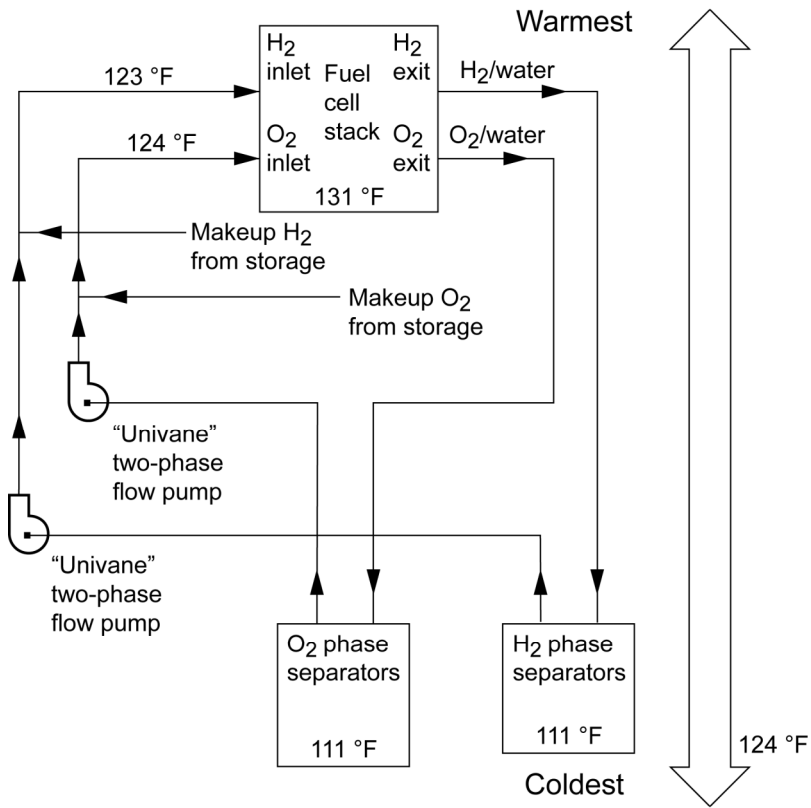 Warmest
H2 inlet
Fuel cell stack
H2 exit
O2 inlet
O2 exit
131 °F
123 °F
124 °F
H2/water
O2/water
Makeup H2
from storage
Makeup O2
from storage
“Univane”
two-phase
flow pump
“Univane”
two-phase
flow pump
O2 phase
separators
111 °F
H2 phase
separators
111 °F
124 °F
Coldest